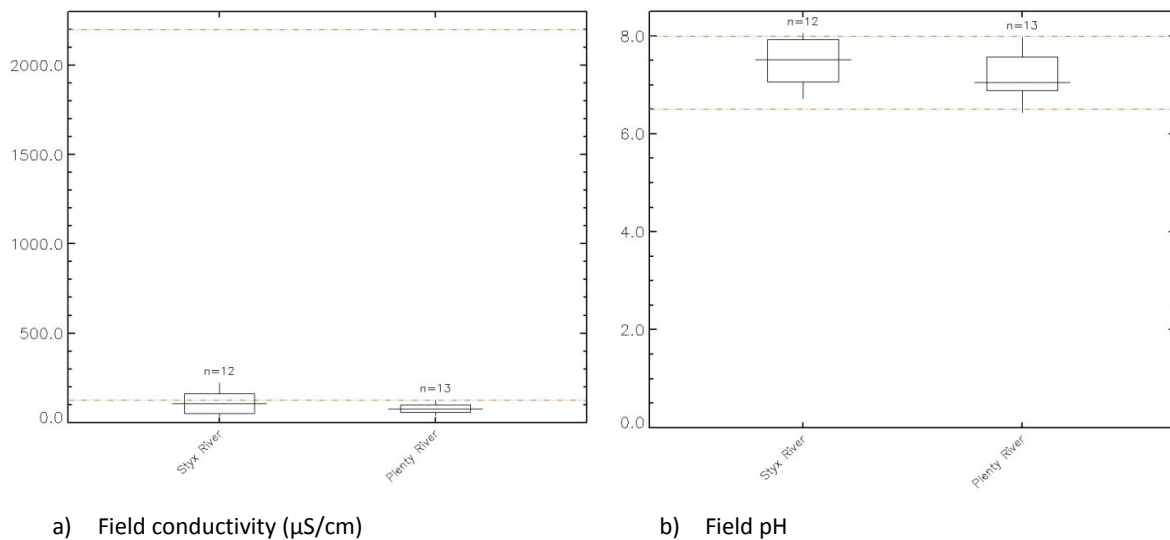 2000.0
1500.0
1000.0
500.0
0.0
n=12
n=13
Styx River
Plenty River
a) Field conductivity (µS/cm)
8.0
6.0
4.0
2.0
0.0
n=12
n=13
Styx River
Plenty River
b) Field pH